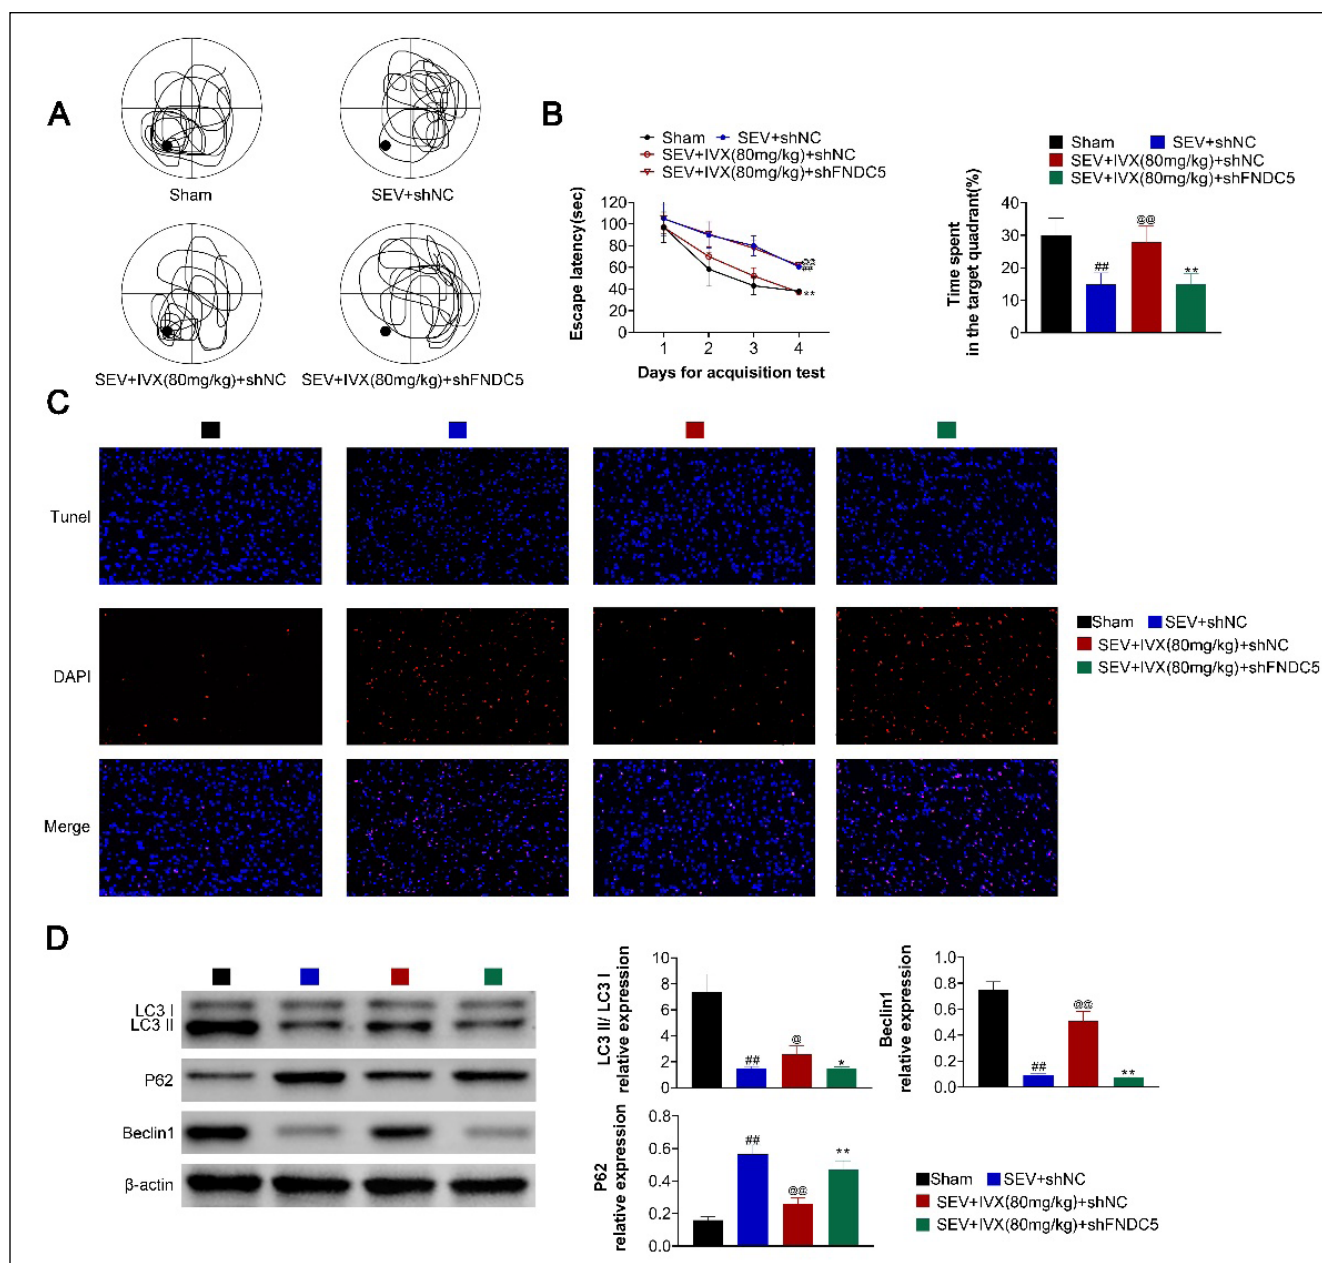 A
Sham
SEV+shNC
SEV+IVX(80mg/kg)+shNC
SEV+IVX(80mg/kg)+shFNDC5
B
Sham SEV+shNC
SEV+IVX(80mg/kg)+shNC
SEV+IVX(80mg/kg)+shFNDC5
Escape latency(sec)
120
100
80
60
40
20
0
##
**
1 2 3 4
Days for acquisition test
Sham SEV+shNC
SEV+IVX(80mg/kg)+shNC
SEV+IVX(80mg/kg)+shFNDC5
Time spent
in the target quadrant(%)
40
30
20
10
0
##
@@
**
C
Tunel
DAPI
Merge
Sham SEV+shNC
SEV+IVX(80mg/kg)+shNC
SEV+IVX(80mg/kg)+shFNDC5
D
LC3 I
LC3 II
P62
Beclin1
β-actin
LC3 II/ LC3 I
relative expression
10
8
6
4
2
0
##
@
*
Beclin1
relative expression
1.0
0.8
0.6
0.4
0.2
0.0
##
@@
**
P62
relative expression
0.8
0.6
0.4
0.2
0.0
##
@@
**
Sham SEV+shNC
SEV+IVX(80mg/kg)+shNC
SEV+IVX(80mg/kg)+shFNDC5